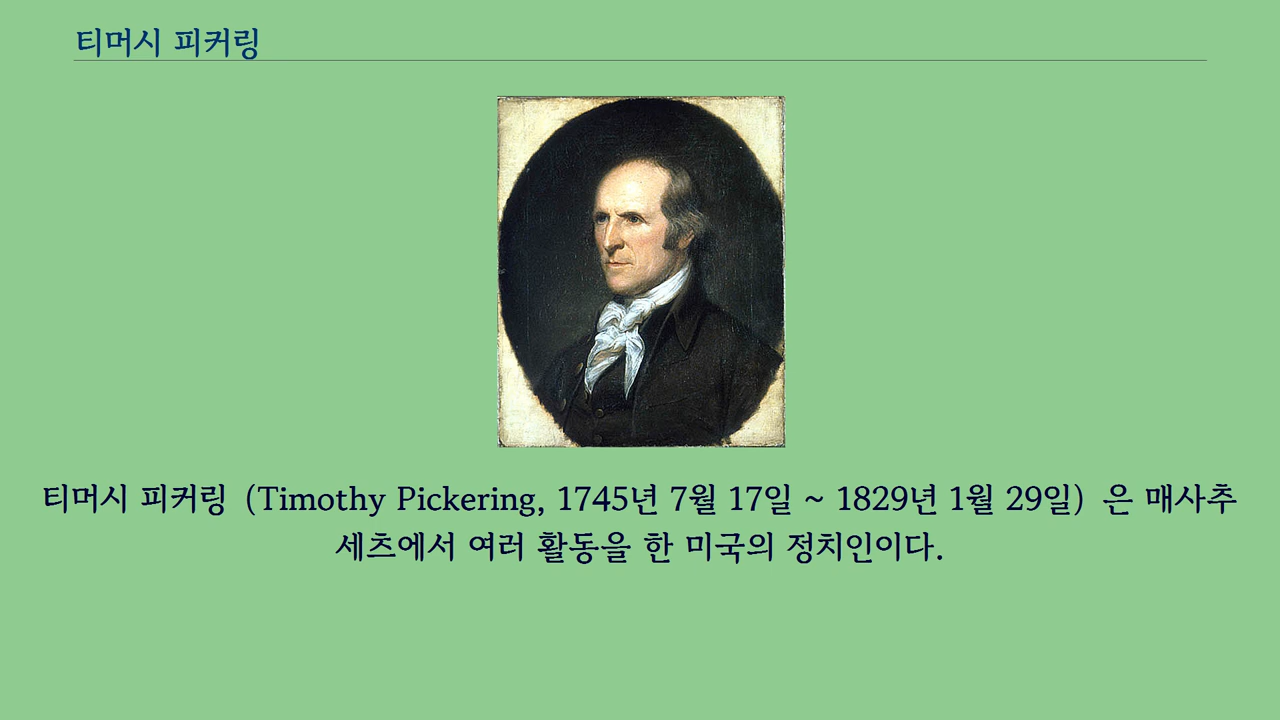 티머시 피커링
티머시 피커링 (Timothy Pickering, 1745년 7월 17일 ~ 1829년 1월 29일) 은 매사추
세츠에서 여러 활동을 한 미국의 정치인이다.